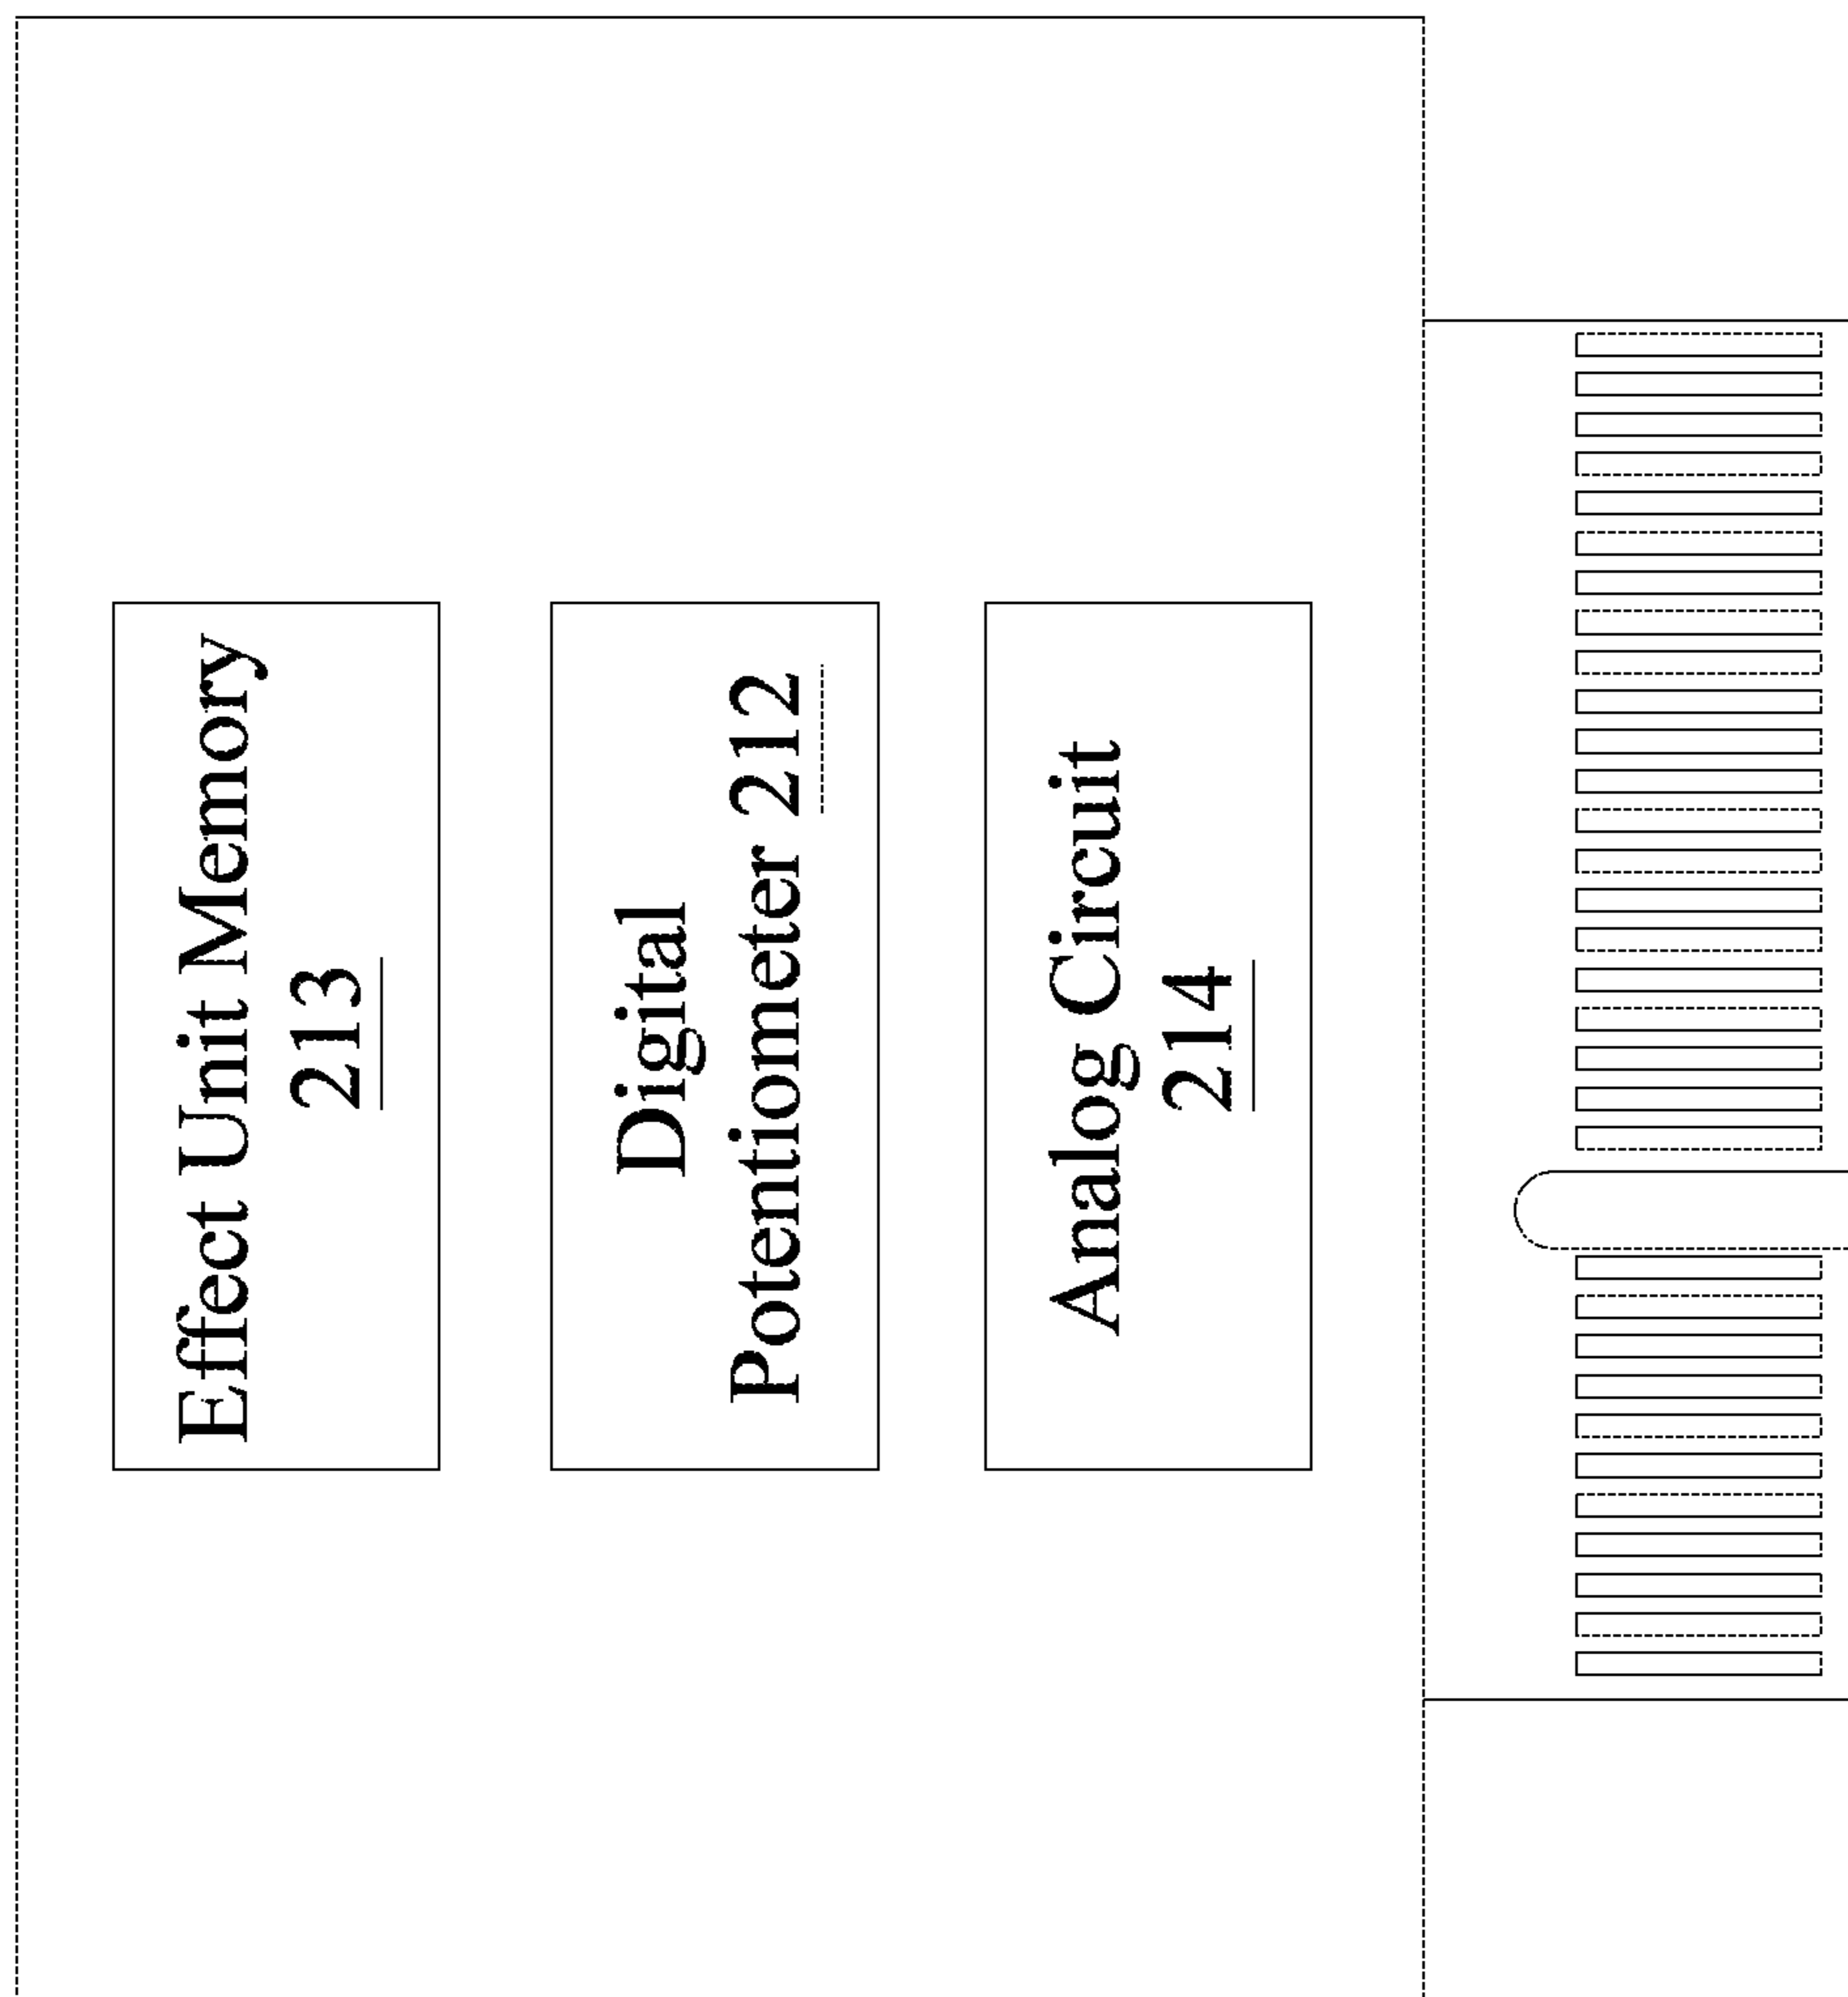 Effect Unit Memory
213
Digital
Potentiometer 212
Analog Circuit
214